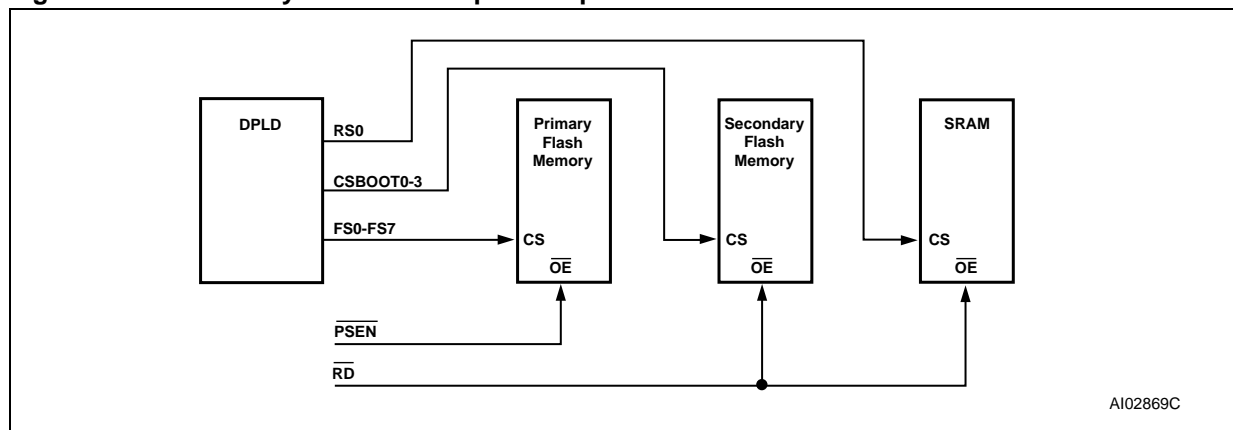 DPLD
RS0
CSBOOT0-3
FS0-FS7
Primary
Flash
Memory
CS
OE
Secondary
Flash
Memory
CS
OE
SRAM
CS
OE
PSEN
RD
AI02869C